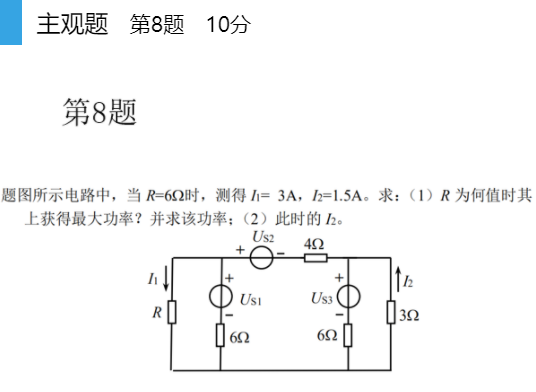 主观题 第8题 10分
第8题
题图所示电路中，当 R=6Ω时，测得 I₁= 3A，I₂=1.5A。求：（1）R 为何值时其
上获得最大功率？并求该功率；（2）此时的 I₂。
US2
+ - 4Ω
I₁ + US1 US3 + I₂
R - - 3Ω
6Ω 6Ω